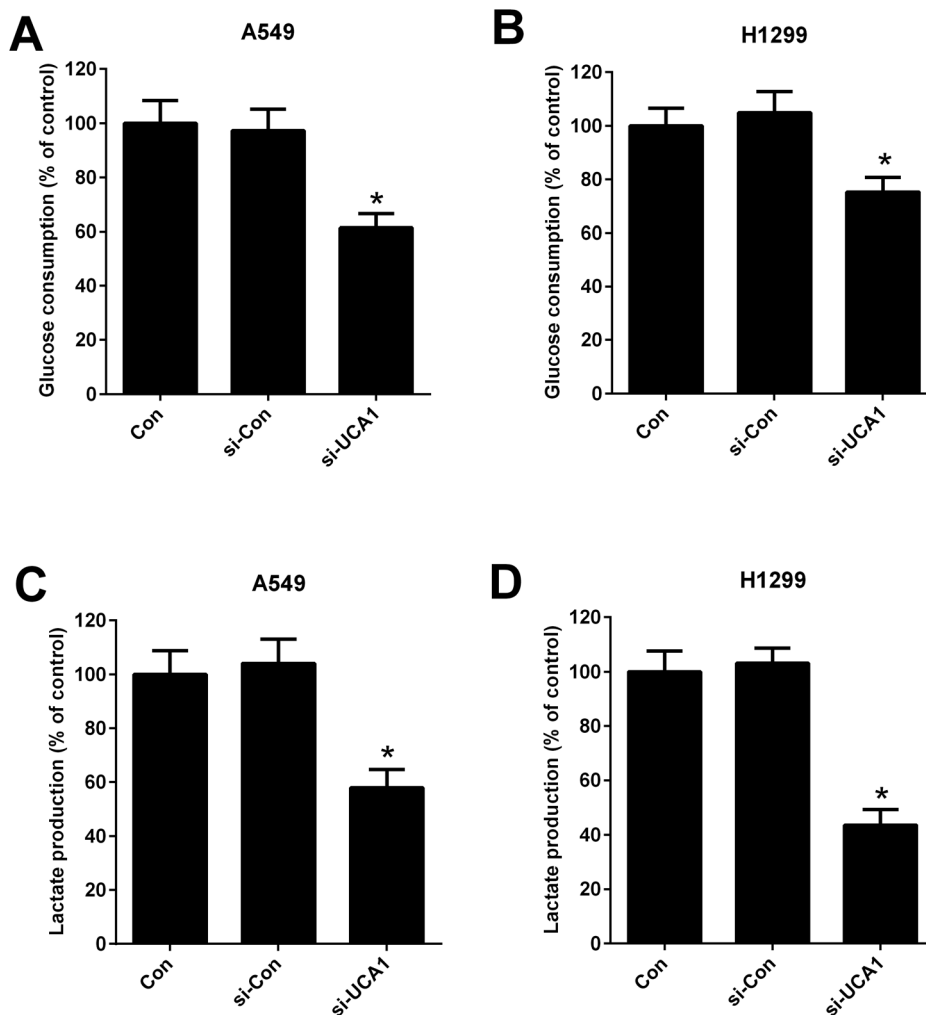 A
A549
Glucose consumption (% of control)
120
100
80
60
40
20
0
*
Con
si-Con
si-UCA1
B
H1299
Glucose consumption (% of control)
120
100
80
60
40
20
0
*
Con
si-Con
si-UCA1
C
A549
Lactate production (% of control)
120
100
80
60
40
20
0
*
Con
si-Con
si-UCA1
D
H1299
Lactate production (% of control)
120
100
80
60
40
20
0
*
Con
si-Con
si-UCA1